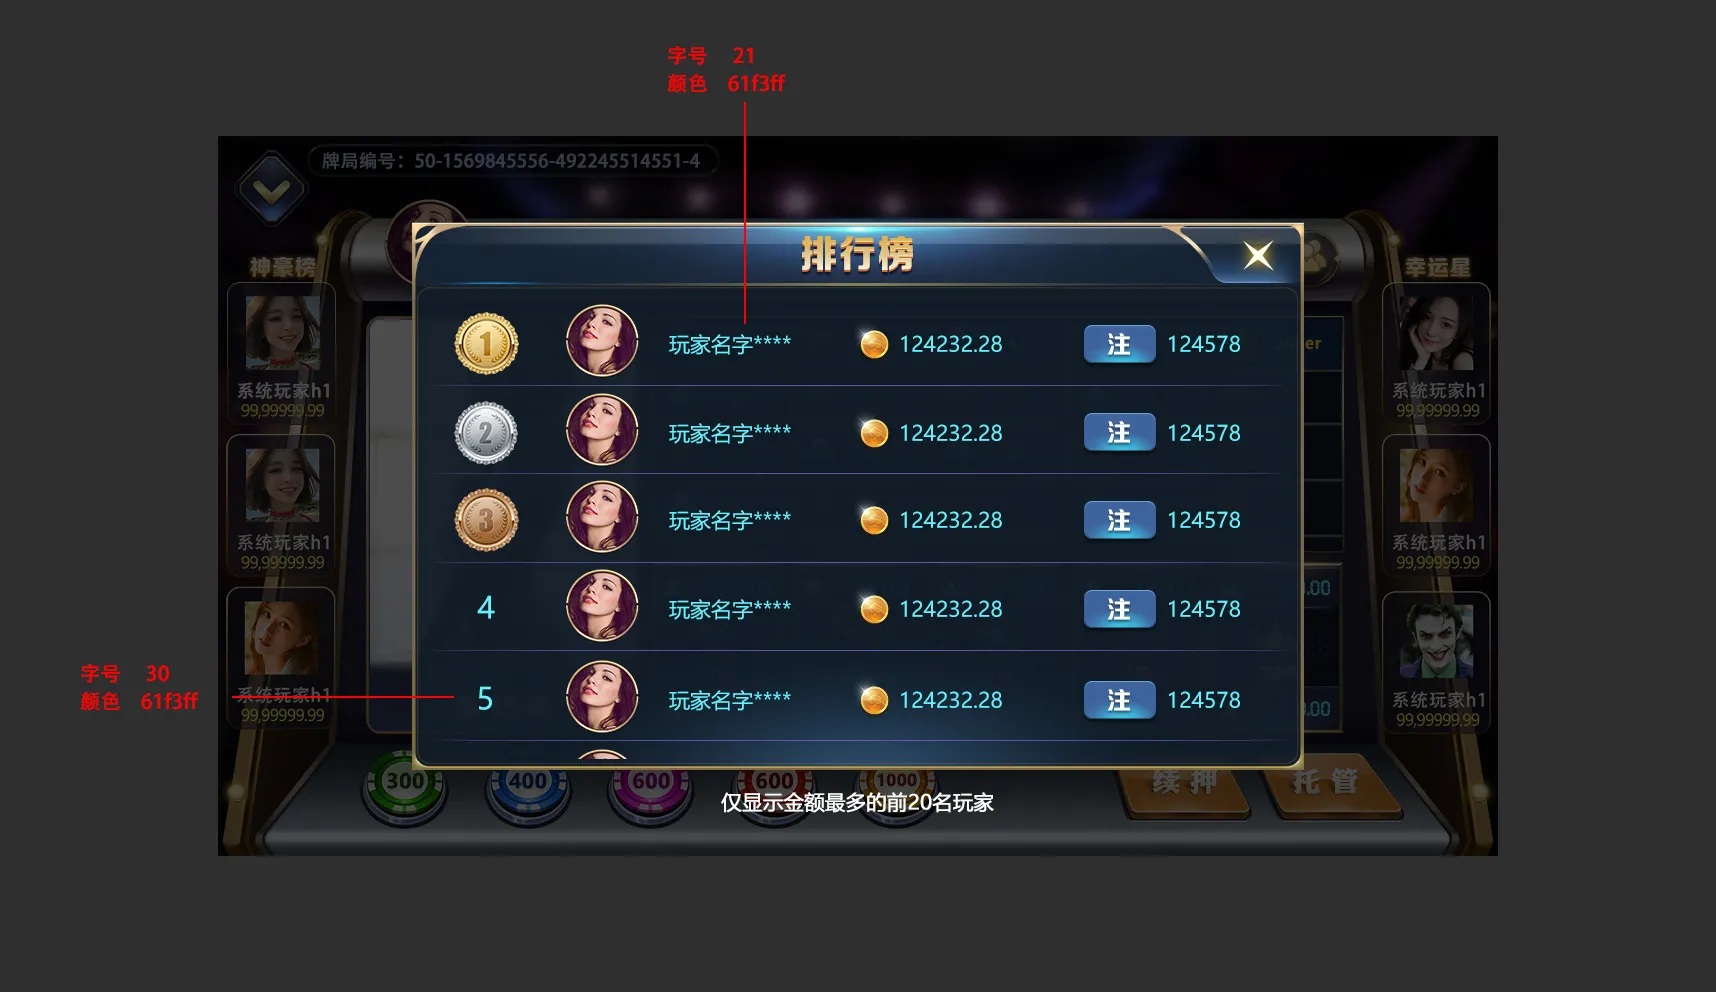 字号 21
颜色 61f3ff
牌局编号：50-1569845556-492245514551-4
排行榜
神豪榜
幸运星
1 玩家名字**** 124232.28 注 124578
2 玩家名字**** 124232.28 注 124578
3 玩家名字**** 124232.28 注 124578
4 玩家名字**** 124232.28 注 124578
5 玩家名字**** 124232.28 注 124578
系统玩家h1
99,99999.99
系统玩家h1
99,99999.99
系统玩家h1
99,99999.99
系统玩家h1
99,99999.99
系统玩家h1
99,99999.99
系统玩家h1
99,99999.99
字号 30
颜色 61f3ff
300 400 600 600 1000 续押 托管
仅显示金额最多的前20名玩家